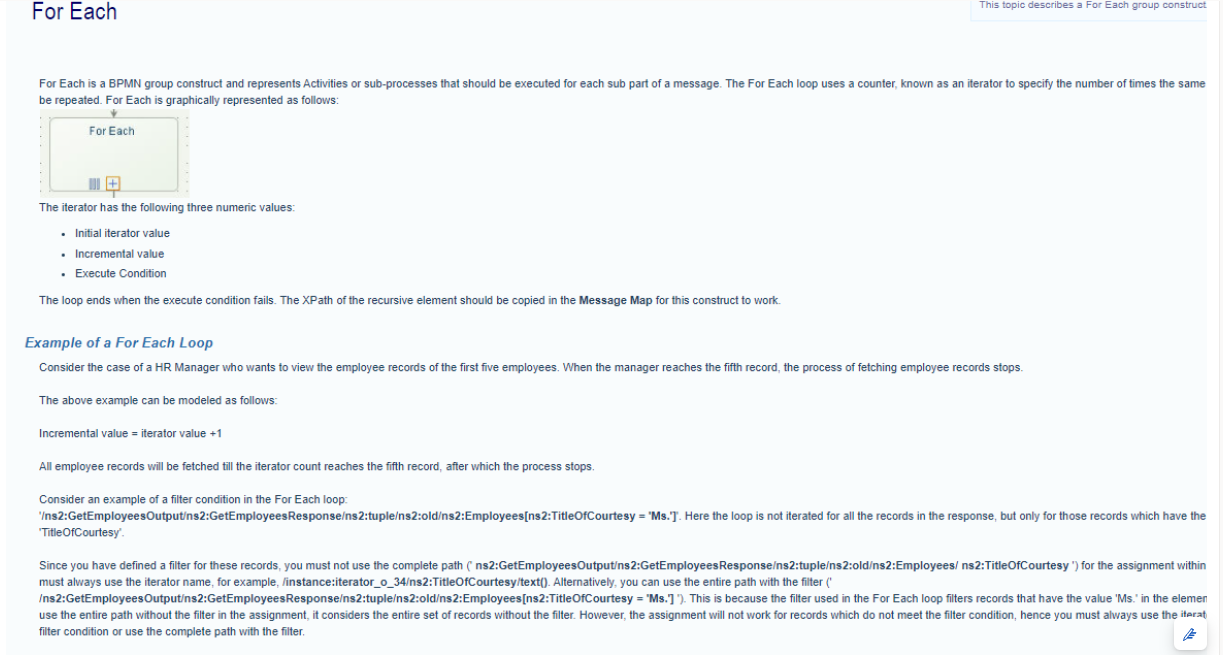 For Each
This topic describes a For Each group construct
For Each is a BPMN group construct and represents Activities or sub-processes that should be executed for each sub part of a message. The For Each loop uses a counter, known as an iterator to specify the number of times the same
be repeated. For Each is graphically represented as follows:
For Each
The iterator has the following three numeric values:
• Initial iterator value
• Incremental value
• Execute Condition
The loop ends when the execute condition fails. The XPath of the recursive element should be copied in the Message Map for this construct to work.
Example of a For Each Loop
Consider the case of a HR Manager who wants to view the employee records of the first five employees. When the manager reaches the fifth record, the process of fetching employee records stops.
The above example can be modeled as follows:
Incremental value = iterator value +1
All employee records will be fetched till the iterator count reaches the fifth record, after which the process stops.
Consider an example of a filter condition in the For Each loop:
'/ns2:GetEmployeesOutput/ns2:GetEmployeesResponse/ns2:tuple/ns2:old/ns2:Employees[ns2:TitleOfCourtesy = 'Ms.']'. Here the loop is not iterated for all the records in the response, but only for those records which have the
'TitleOfCourtesy'.
Since you have defined a filter for these records, you must not use the complete path (' ns2:GetEmployeesOutput/ns2:GetEmployeesResponse/ns2:tuple/ns2:old/ns2:Employees/ ns2:TitleOfCourtesy ') for the assignment within
must always use the iterator name, for example, /instance:iterator_o_34/ns2:TitleOfCourtesy/text(). Alternatively, you can use the entire path with the filter ('
/ns2:GetEmployeesOutput/ns2:GetEmployeesResponse/ns2:tuple/ns2:old/ns2:Employees[ns2:TitleOfCourtesy = 'Ms.'] '). This is because the filter used in the For Each loop filters records that have the value 'Ms.' in the elemen
use the entire path without the filter in the assignment, it considers the entire set of records without the filter. However, the assignment will not work for records which do not meet the filter condition, hence you must always use the iterat
filter condition or use the complete path with the filter.